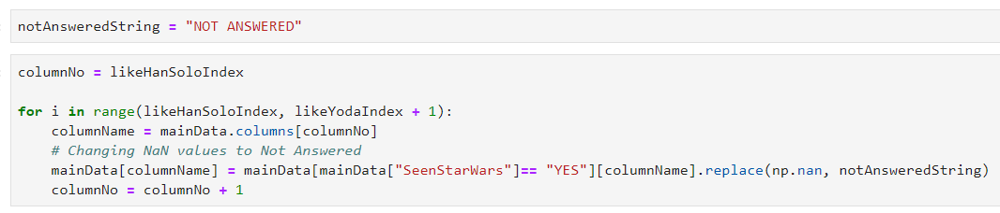 notAnsweredString = "NOT ANSWERED"
columnNo = likeHanSoloIndex
for i in range(likeHanSoloIndex, likeYodaIndex + 1):
    columnName = mainData.columns[columnNo]
    # Changing NaN values to Not Answered
    mainData[columnName] = mainData[mainData["SeenStarWars"]== "YES"][columnName].replace(np.nan, notAnsweredString)
    columnNo = columnNo + 1